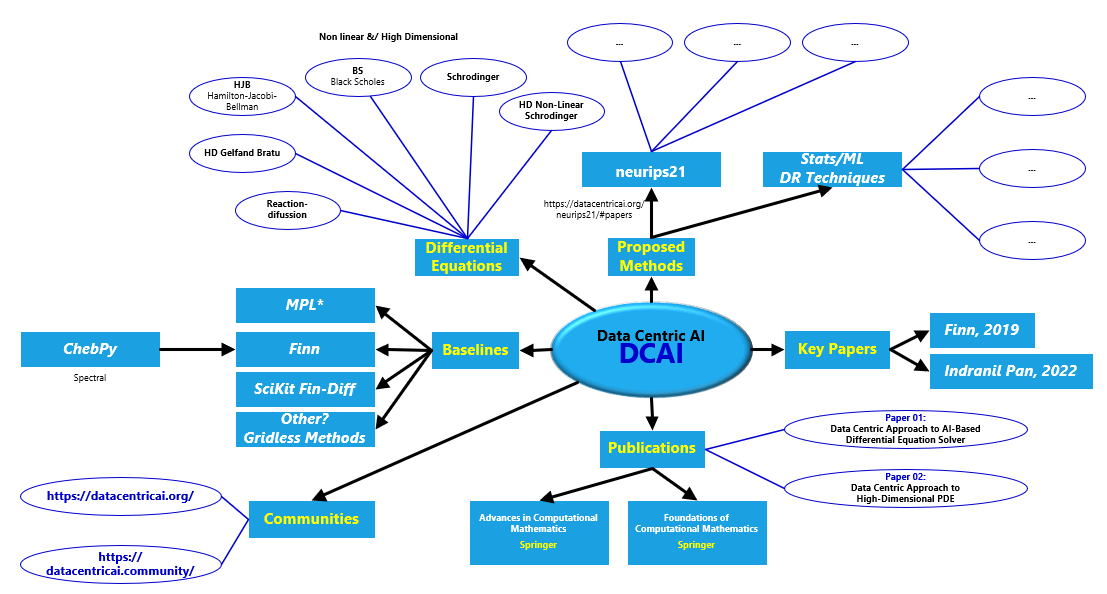 Non linear &/ High Dimensional
...
...
...
BS
Black Scholes
Schrodinger
HJB
Hamilton-Jacobi-
Bellman
HD Non-Linear
Schrodinger
...
HD Gelfand Bratu
neurips21
Stats/ML
DR Techniques
...
Reaction-
difussion
https://datacentricai.org/
neurips21/#papers
...
Differential
Equations
Proposed
Methods
MPL*
ChebPy
Spectral
Finn
Baselines
Data Centric AI
DCAI
Key Papers
Finn, 2019
Indranil Pan, 2022
SciKit Fin-Diff
Other?
Gridless Methods
Publications
Paper 01:
Data Centric Approach to AI-Based
Differential Equation Solver
Paper 02:
Data Centric Approach to
High-Dimensional PDE
https://datacentricai.org/
Communities
https://
datacentricai.community/
Advances in Computational
Mathematics
Springer
Foundations of
Computational Mathematics
Springer